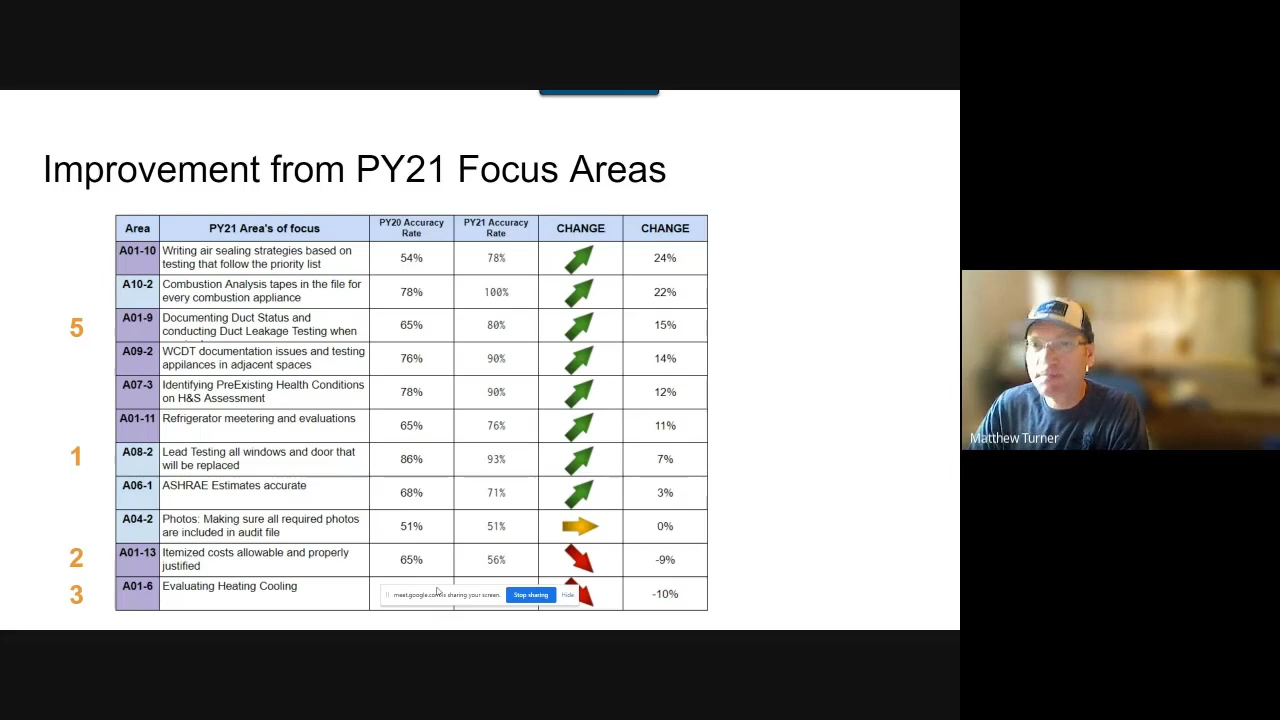 Improvement from PY21 Focus Areas
Area PY21 Area's of focus PY20 Accuracy Rate PY21 Accuracy Rate CHANGE CHANGE
A01-10 Writing air sealing strategies based on testing that follow the priority list 54% 78% 24%
A10-2 Combustion Analysis tapes in the file for every combustion appliance 78% 100% 22%
5 A01-9 Documenting Duct Status and conducting Duct Leakage Testing when 65% 80% 15%
A09-2 WCDT documentation issues and testing appliances in adjacent spaces 76% 90% 14%
A07-3 Identifying PreExisting Health Conditions on H&S Assessment 78% 90% 12%
A01-11 Refrigerator meetering and evaluations 65% 76% 11%
1 A08-2 Lead Testing all windows and door that will be replaced 86% 93% 7%
A06-1 ASHRAE Estimates accurate 68% 71% 3%
A04-2 Photos: Making sure all required photos are included in audit file 51% 51% 0%
2 A01-13 Itemized costs allowable and properly justified 65% 56% -9%
3 A01-6 Evaluating Heating Cooling -10%
meet.google.com is sharing your screen. Stop sharing Hide
Matthew Turner